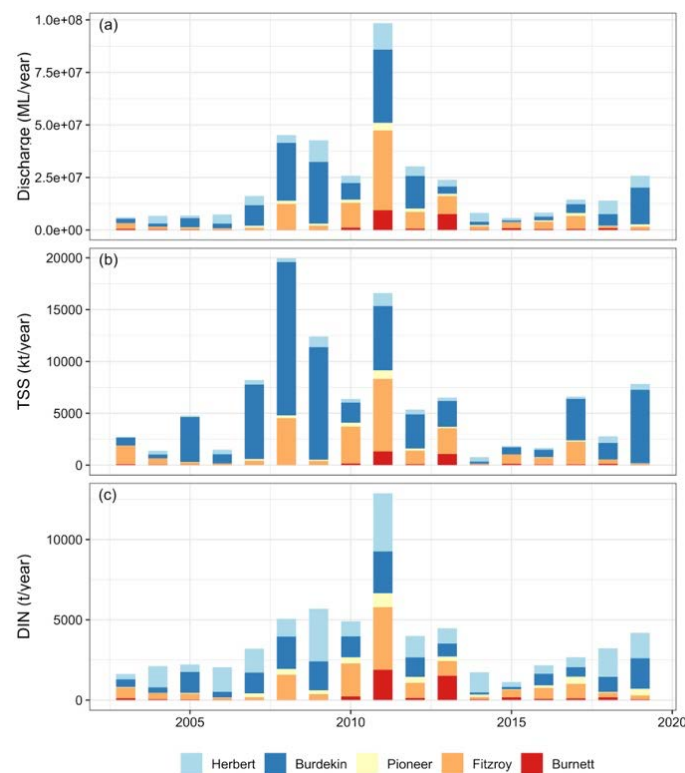 (a)
1.0e+08
7.5e+07
5.0e+07
2.5e+07
0.0e+00
Discharge (ML/year)
(b)
20000
15000
10000
5000
0
TSS (kt/year)
(c)
10000
5000
0
DIN (t/year)
2005 2010 2015 2020
Herbert Burdekin Pioneer Fitzroy Burnett